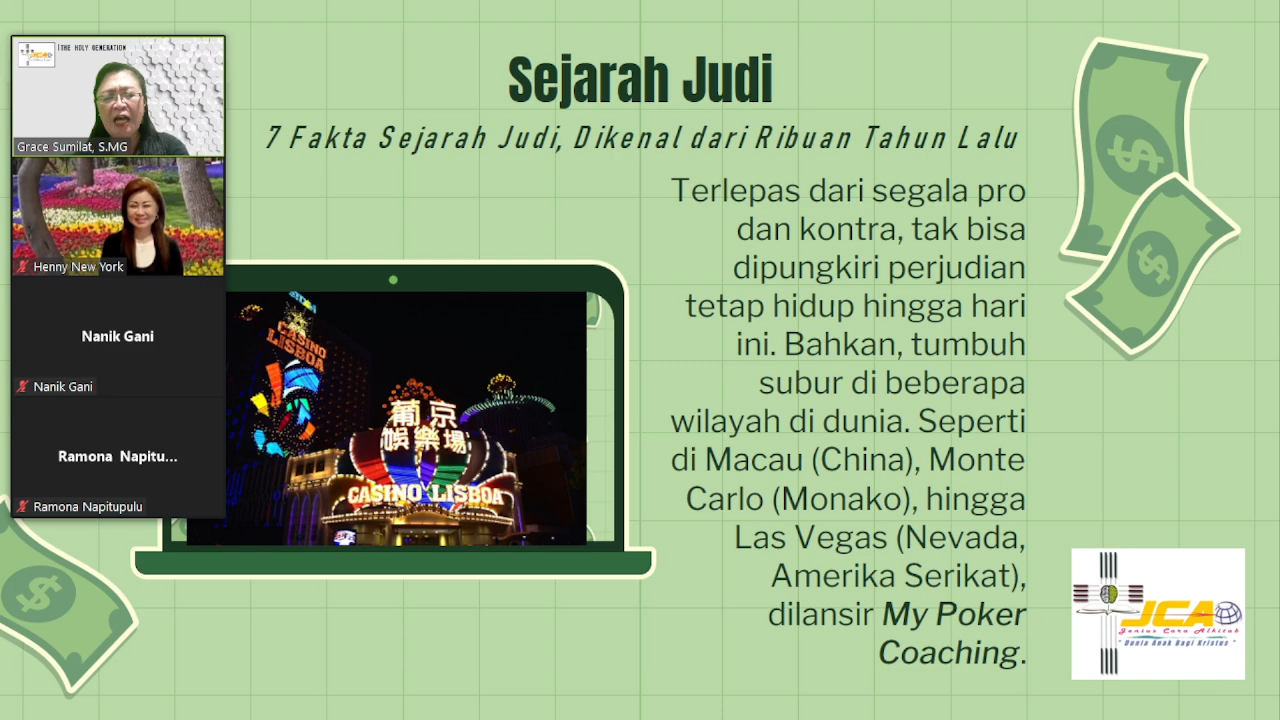 Sejarah Judi
7 Fakta Sejarah Judi, Dikenal dari Ribuan Tahun Lalu
Terlepas dari segala pro
dan kontra, tak bisa
dipungkiri perjudian
tetap hidup hingga hari
ini. Bahkan, tumbuh
subur di beberapa
wilayah di dunia. Seperti
di Macau (China), Monte
Carlo (Monako), hingga
Las Vegas (Nevada,
Amerika Serikat),
dilansir My Poker
Coaching.
JCA
THE HOLY GENERATION
Grace Sumilat, S.MG
Henny New York
Nanik Gani
Nanik Gani
Ramona Napitu...
Ramona Napitupulu
CASINO
LISBOA
葡京
娛樂場
CASINO LISBOA
$
$
$
JCA
Jenius Cara Alkitab
"Dunia Anak Bagi Kristus"